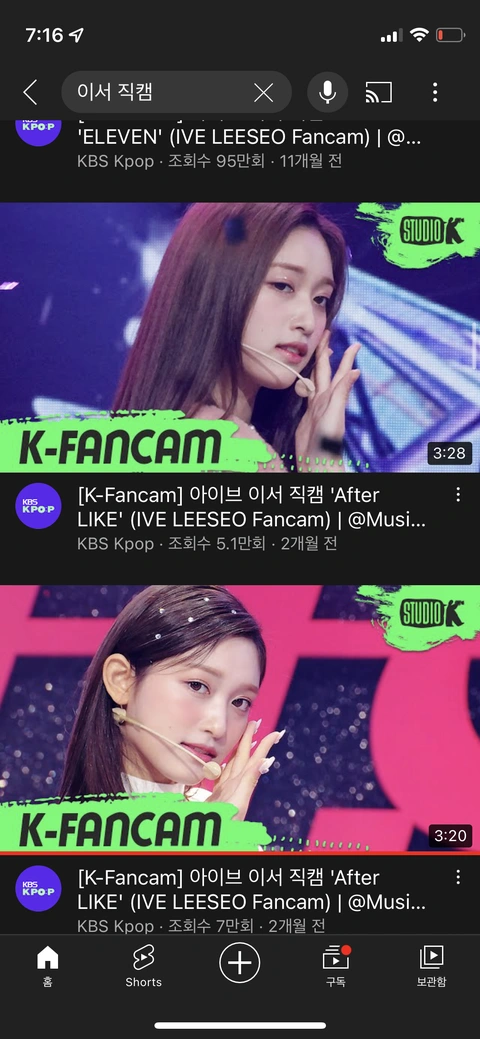 7:16
이서 직캠
'ELEVEN' (IVE LEESEO Fancam) | @...
KBS Kpop · 조회수 95만회 · 11개월 전
STUDIO K
K-FANCAM
3:28
KBS
KPOP
[K-Fancam] 아이브 이서 직캠 'After
LIKE' (IVE LEESEO Fancam) | @Musi...
KBS Kpop · 조회수 5.1만회 · 2개월 전
STUDIO K
K-FANCAM
3:20
KBS
KPOP
[K-Fancam] 아이브 이서 직캠 'After
LIKE' (IVE LEESEO Fancam) | @Musi...
KBS Kpop · 조회수 7만회 · 2개월 전
홈
Shorts
구독
보관함